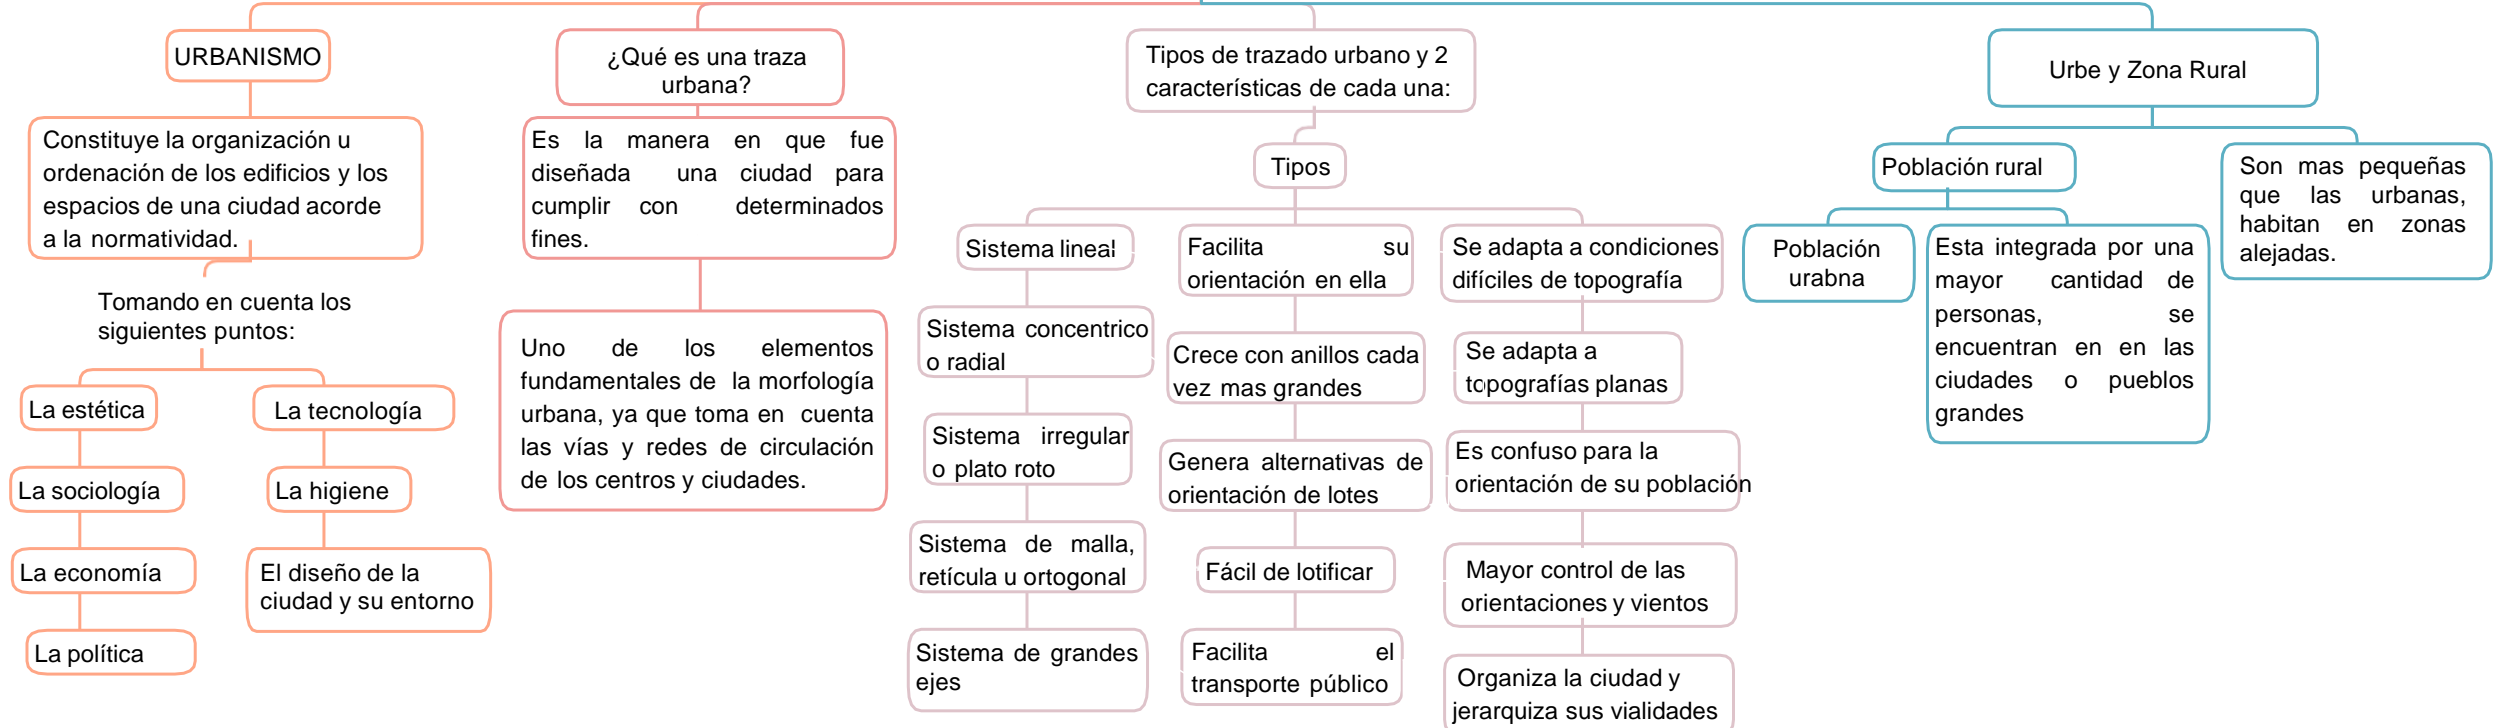 URBANISMO
Constituye la organización u
ordenación de los edificios y los
espacios de una ciudad acorde
a la normatividad.
Tomando en cuenta los
siguientes puntos:
La estética
La sociología
La economía
La política
La tecnología
La higiene
El diseño de la
ciudad y su entorno
¿Qué es una traza
urbana?
Es la manera en que fue
diseñada una ciudad para
cumplir con determinados
fines.
Uno de los elementos
fundamentales de la morfología
urbana, ya que toma en cuenta
las vías y redes de circulación
de los centros y ciudades.
Tipos de trazado urbano y 2
características de cada una:
Tipos
Sistema lineal
Sistema concentrico
o radial
Sistema irregular
o plato roto
Sistema de malla,
retícula u ortogonal
Sistema de grandes
ejes
Facilita su
orientación en ella
Crece con anillos cada
vez mas grandes
Genera alternativas de
orientación de lotes
Fácil de lotificar
Facilita el
transporte público
Se adapta a condiciones
difíciles de topografía
Se adapta a
topografías planas
Es confuso para la
orientación de su población
Mayor control de las
orientaciones y vientos
Organiza la ciudad y
jerarquiza sus vialidades
Urbe y Zona Rural
Población rural
Población
urabna
Esta integrada por una
mayor cantidad de
personas, se
encuentran en en las
ciudades o pueblos
grandes
Son mas pequeñas
que las urbanas,
habitan en zonas
alejadas.